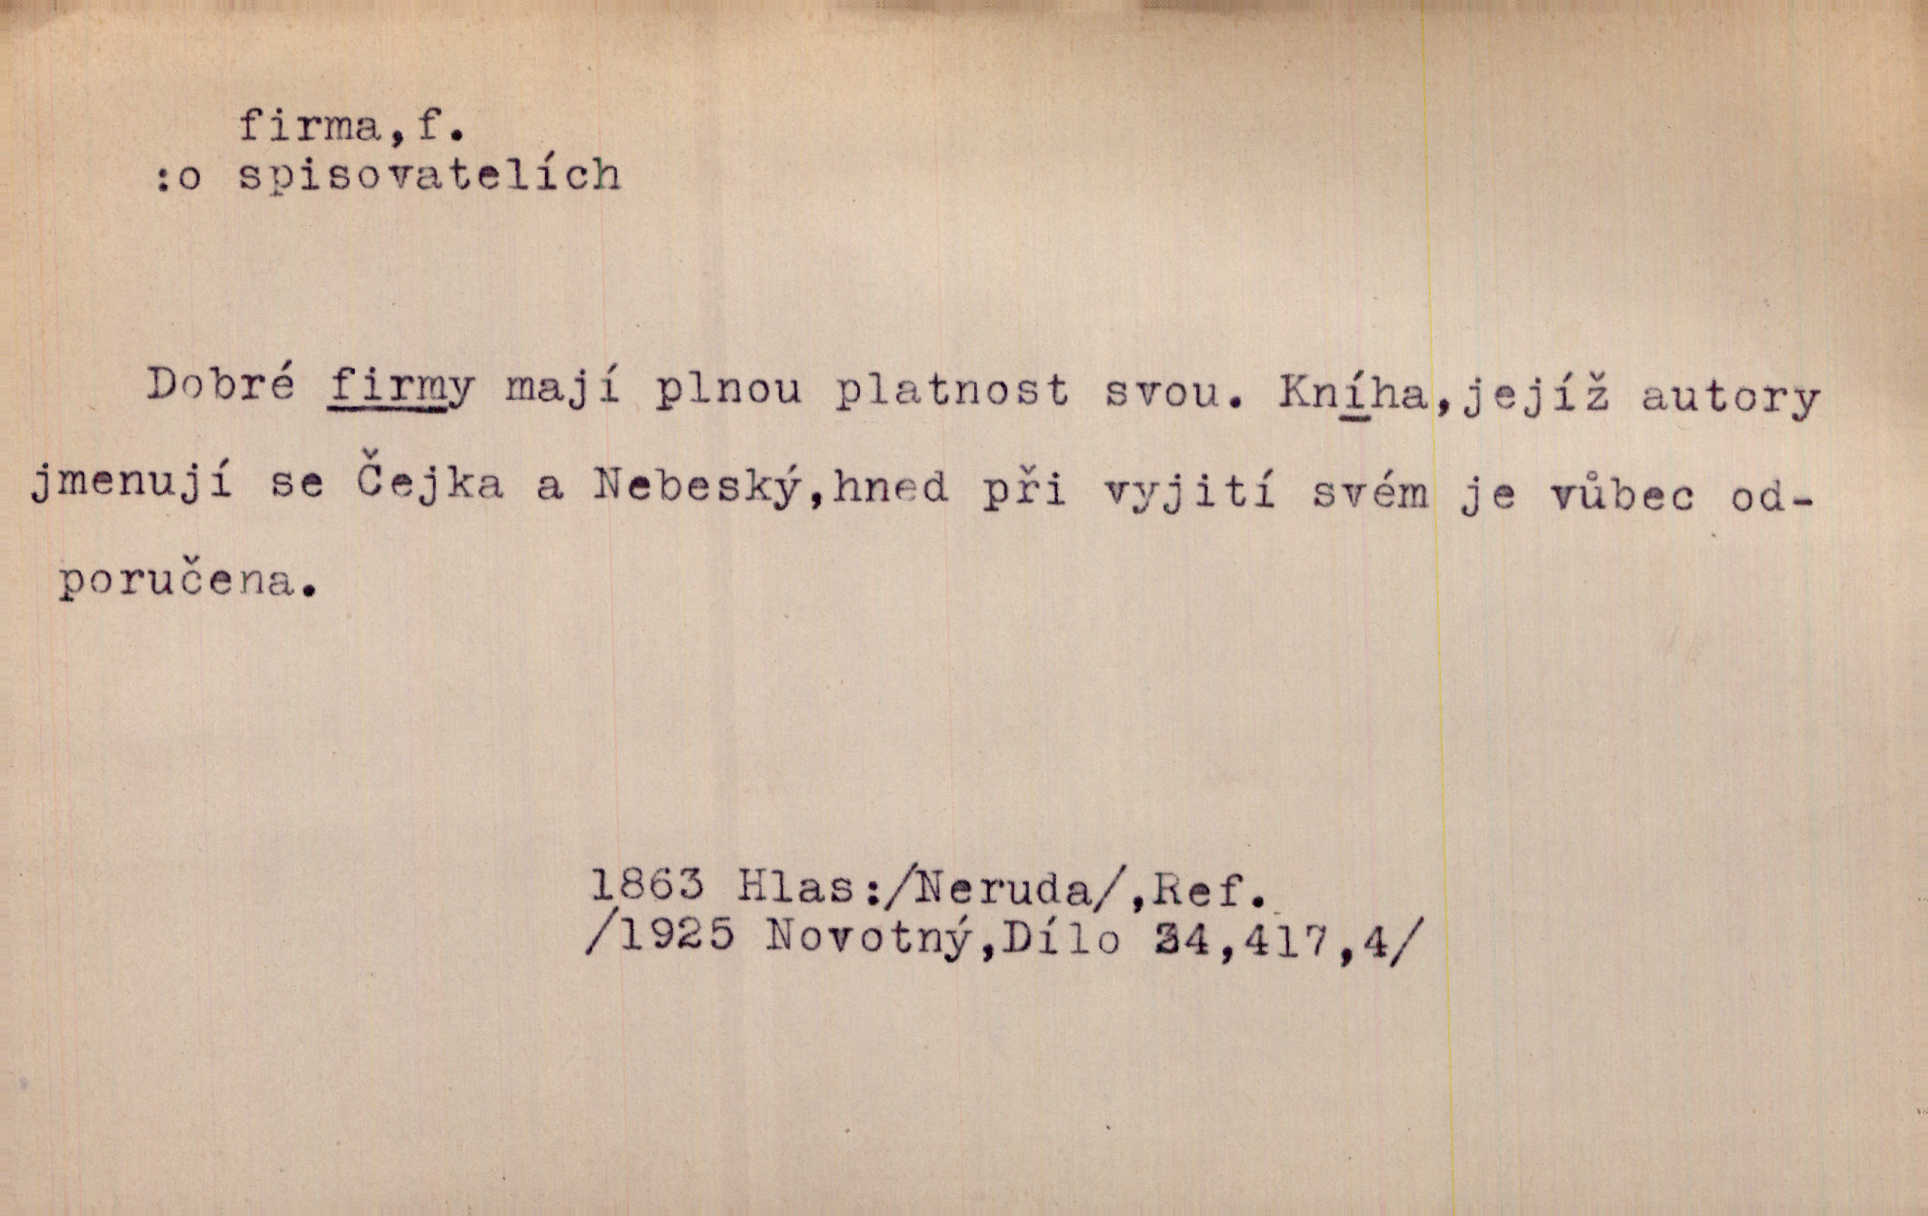 firma,f.
:o spisovatelích
Dobré firmy mají plnou platnost svou. Kníha,jejíž autory
jmenují se Čejka a Nebeský,hned při vyjití svém je vůbec od-
poručena.
1863 Hlas:/Neruda/,Ref.
/1925 Novotný,Dílo 34,417,4/